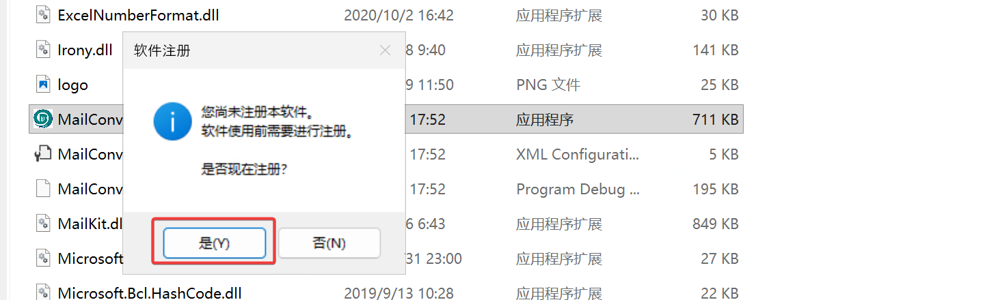 ExcelNumberFormat.dll 2020/10/2 16:42 应用程序扩展 30 KB
Irony.dll 8 9:40 应用程序扩展 141 KB
logo 9 11:50 PNG 文件 25 KB
MailConv 17:52 应用程序 711 KB
MailConv 17:52 XML Configurati... 5 KB
MailConv 17:52 Program Debug ... 195 KB
MailKit.dl 6 6:43 应用程序扩展 849 KB
Microsoft 31 23:00 应用程序扩展 27 KB
Microsoft.Bcl.HashCode.dll 2019/9/13 10:28 应用程序扩展 22 KB
软件注册
您尚未注册本软件。
软件使用前需要进行注册。
是否现在注册?
是(Y) 否(N)